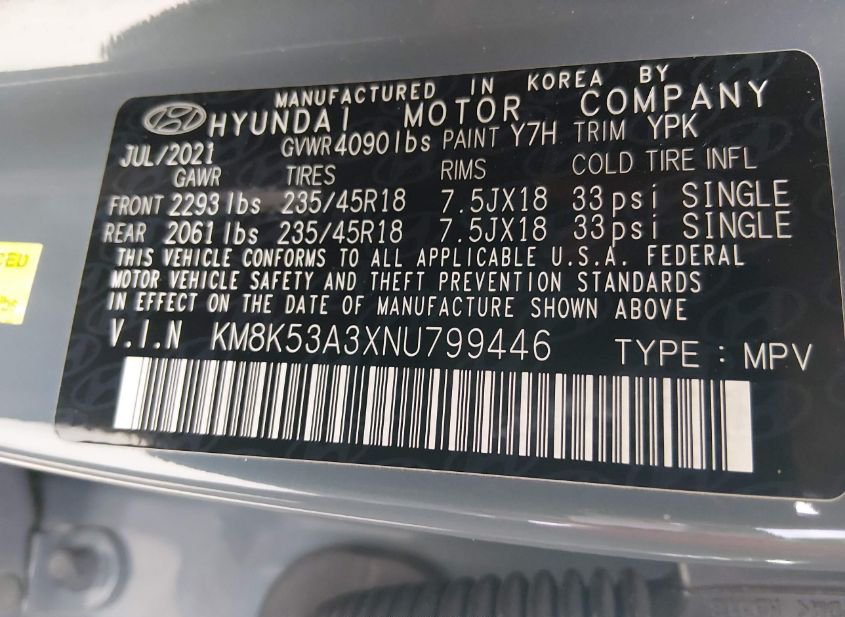 MANUFACTURED IN KOREA BY
HYUNDAI MOTOR COMPANY
JUL/2021 GVWR 4090lbs PAINT Y7H TRIM YPK
GAWR TIRES RIMS COLD TIRE INFL
FRONT 2293 lbs 235/45R18 7.5JX18 33psi SINGLE
REAR 2061 lbs 235/45R18 7.5JX18 33psi SINGLE
THIS VEHICLE CONFORMS TO ALL APPLICABLE U.S.A. FEDERAL
MOTOR VEHICLE SAFETY AND THEFT PREVENTION STANDARDS
IN EFFECT ON THE DATE OF MANUFACTURE SHOWN ABOVE
V.I.N KM8K53A3XNU799446 TYPE : MPV